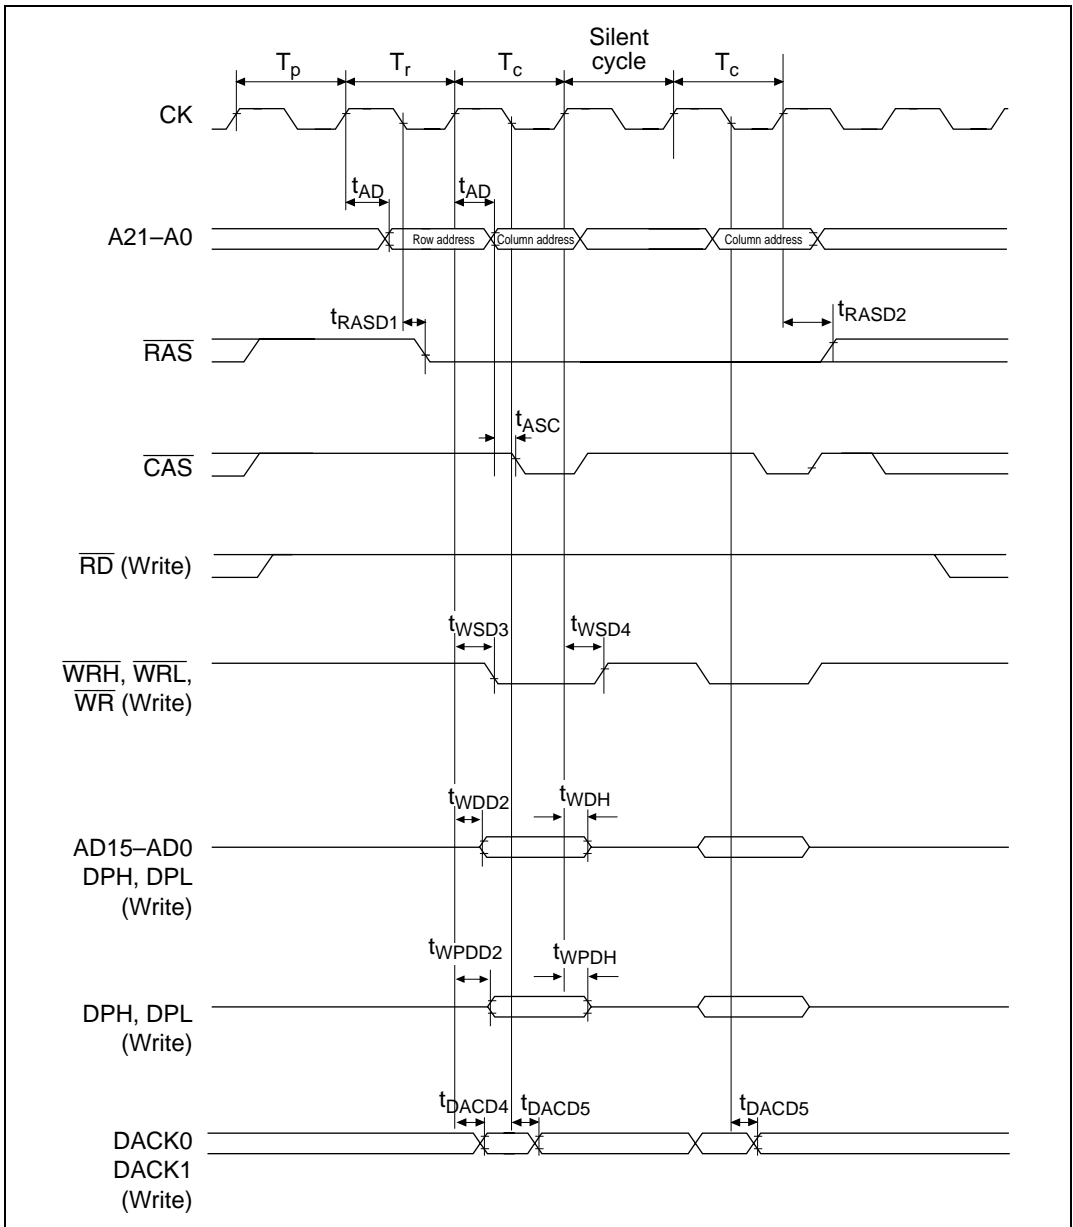 Silent
cycle
Tp Tr Tc Tc
CK
tAD tAD
A21–A0 Row address Column address Column address
tRASD1 tRASD2
RAS
tASC
CAS
RD (Write)
tWSD3 tWSD4
WRH, WRL,
WR (Write)
tWDD2 tWDH
AD15–AD0
DPH, DPL
(Write)
tWPDD2 tWPDH
DPH, DPL
(Write)
tDACD4 tDACD5 tDACD5
DACK0
DACK1
(Write)